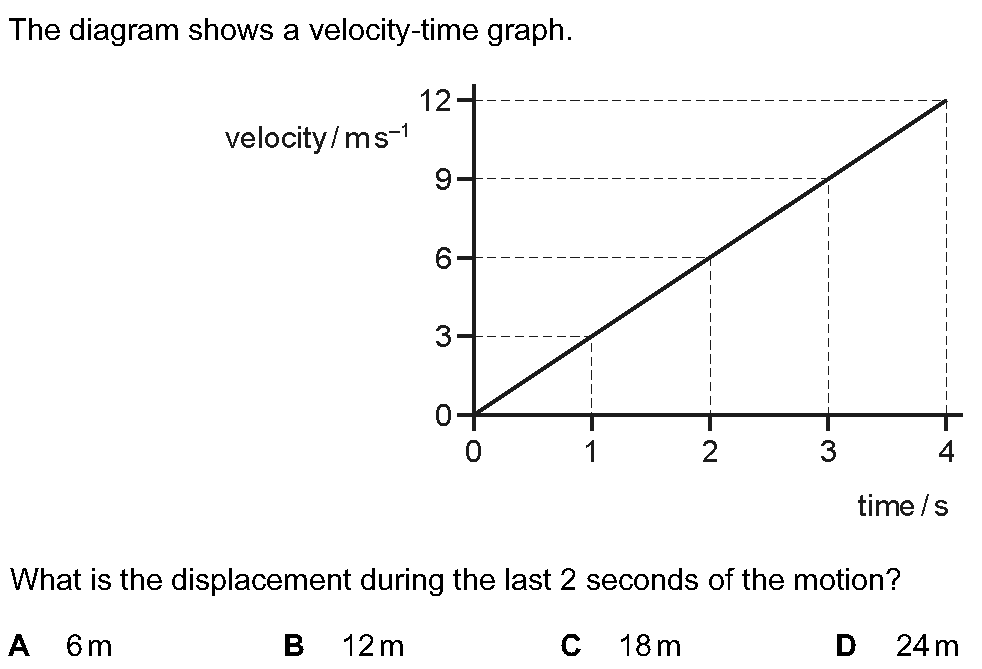 The diagram shows a velocity-time graph.
12
velocity / m s⁻¹
9
6
3
0
0 1 2 3 4
time / s
What is the displacement during the last 2 seconds of the motion?
A 6 m B 12 m C 18 m D 24 m